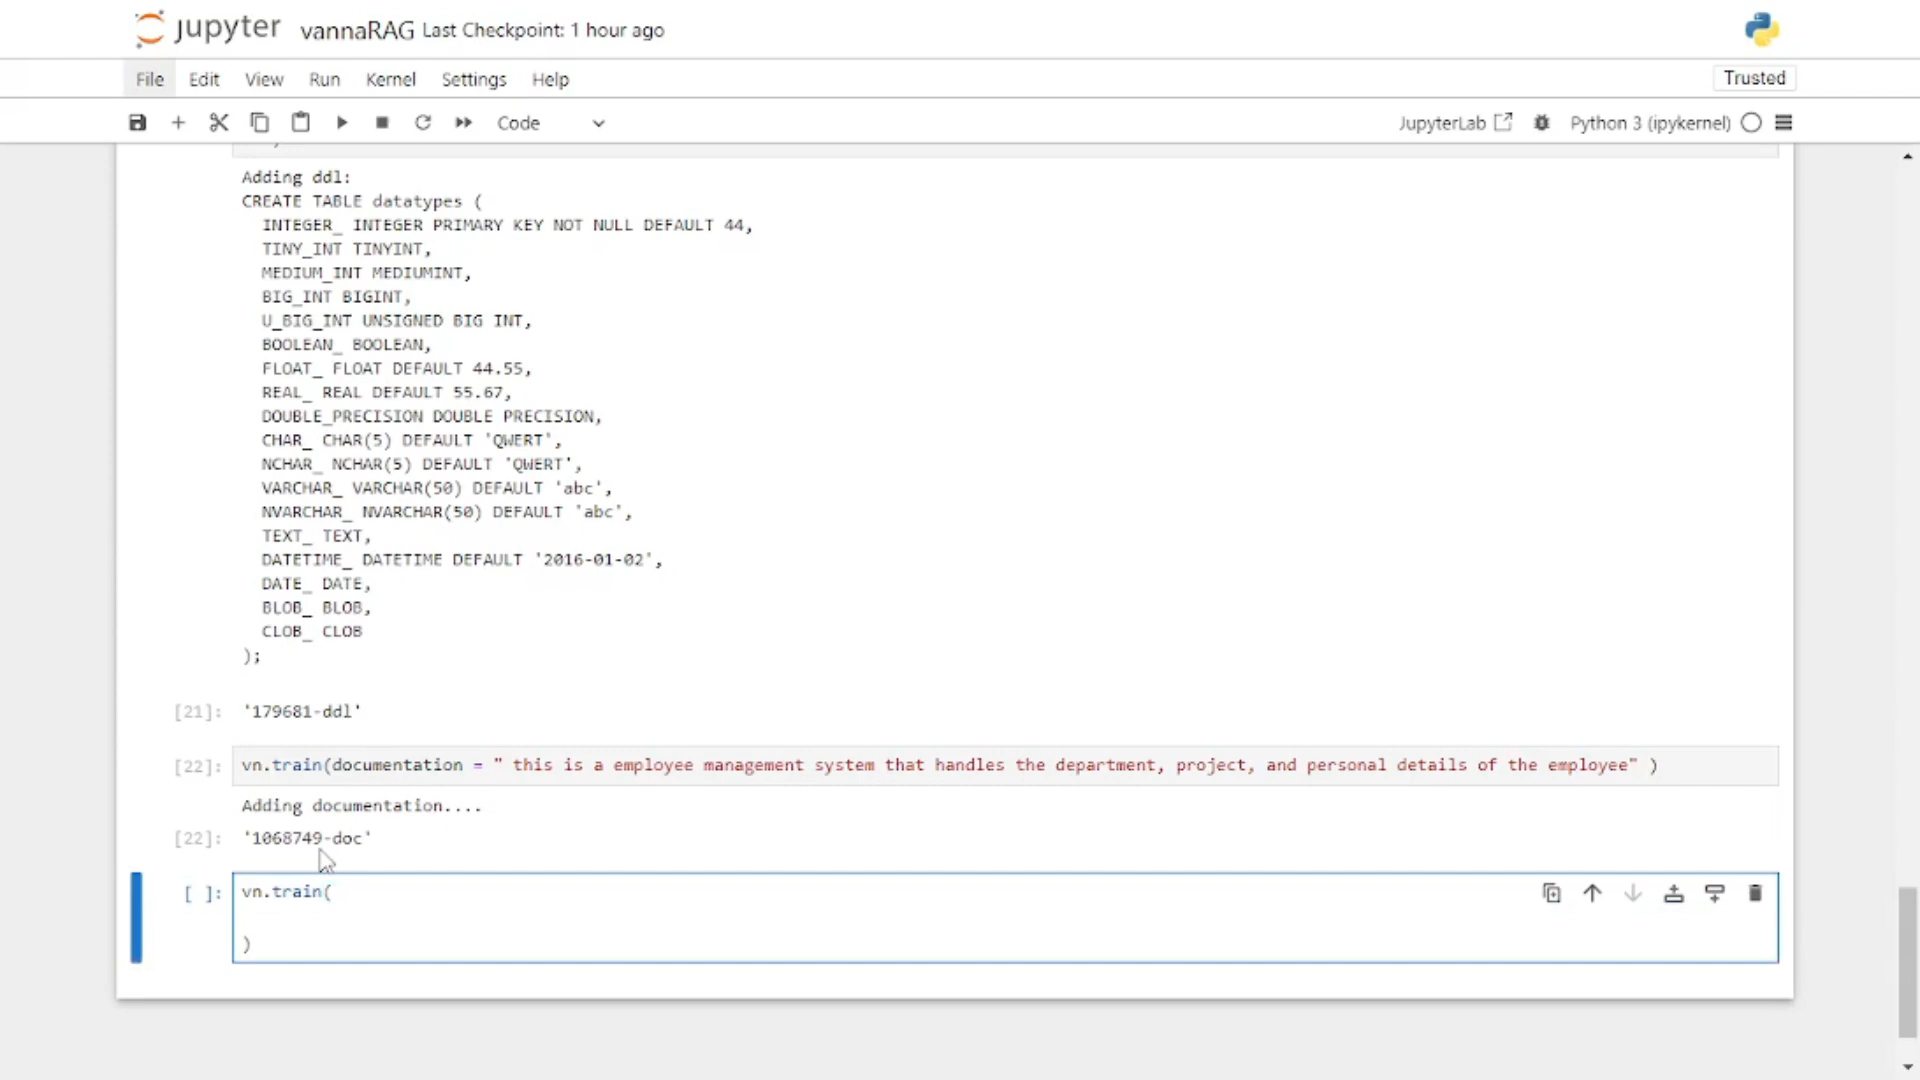 jupyter vannaRAG Last Checkpoint: 1 hour ago
File Edit View Run Kernel Settings Help
Trusted
Code
JupyterLab
Python 3 (ipykernel)
Adding ddl:
CREATE TABLE datatypes (
INTEGER_ INTEGER PRIMARY KEY NOT NULL DEFAULT 44,
TINY_INT TINYINT,
MEDIUM_INT MEDIUMINT,
BIG_INT BIGINT,
U_BIG_INT UNSIGNED BIG INT,
BOOLEAN_ BOOLEAN,
FLOAT_ FLOAT DEFAULT 44.55,
REAL_ REAL DEFAULT 55.67,
DOUBLE_PRECISION DOUBLE PRECISION,
CHAR_ CHAR(5) DEFAULT 'QWERT',
NCHAR_ NCHAR(5) DEFAULT 'QWERT',
VARCHAR_ VARCHAR(50) DEFAULT 'abc',
NVARCHAR_ NVARCHAR(50) DEFAULT 'abc',
TEXT_ TEXT,
DATETIME_ DATETIME DEFAULT '2016-01-02',
DATE_ DATE,
BLOB_ BLOB,
CLOB_ CLOB
);
[21]: '179681-ddl'
[22]: vn.train(documentation = " this is a employee management system that handles the department, project, and personal details of the employee" )
Adding documentation....
[22]: '1068749-doc'
[ ]: vn.train(
)